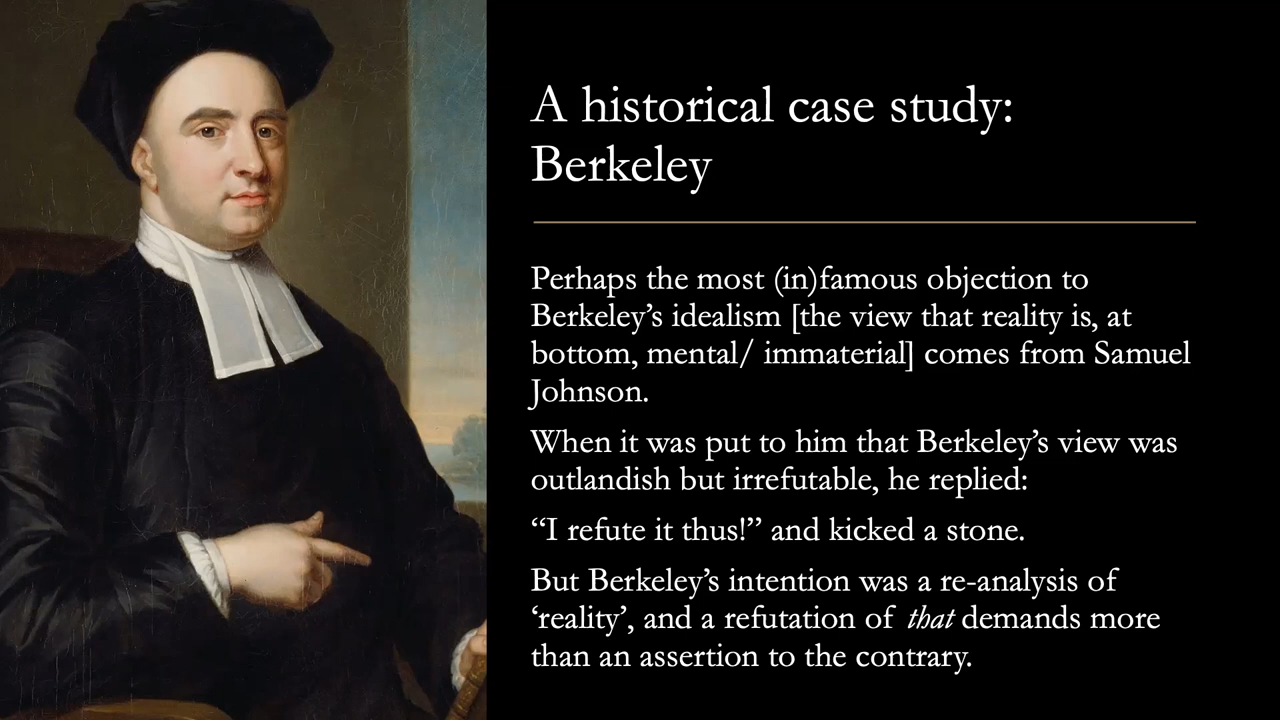 A historical case study:
Berkeley
Perhaps the most (in)famous objection to
Berkeley’s idealism [the view that reality is, at
bottom, mental/ immaterial] comes from Samuel
Johnson.
When it was put to him that Berkeley’s view was
outlandish but irrefutable, he replied:
“I refute it thus!” and kicked a stone.
But Berkeley’s intention was a re-analysis of
‘reality’, and a refutation of that demands more
than an assertion to the contrary.